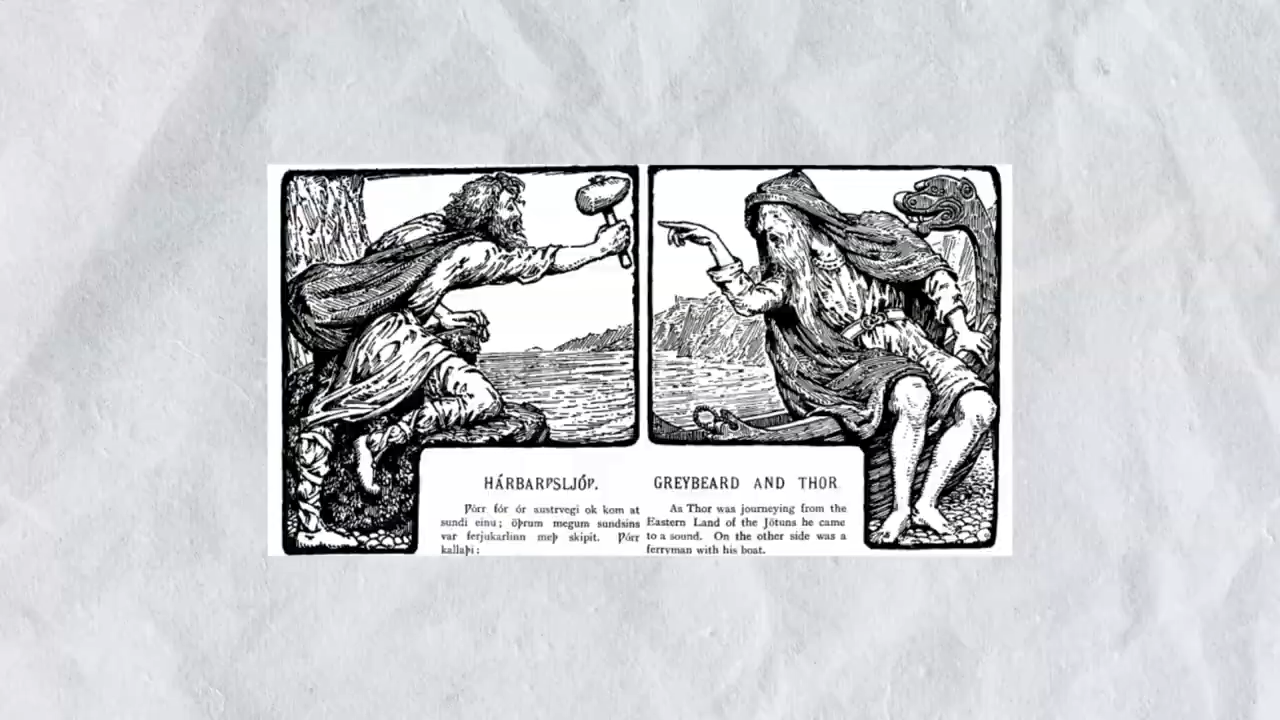 HÁRBARÞSLJÓÞ.
Þórr fór ór austrvegi ok kom at
sundi einu; ǫþrum megum sundsins
var ferjukarlinn meþ skipit. Þórr
kallaþi:
GREYBEARD AND THOR
As Thor was journeying from the
Eastern Land of the Jötuns he came
to a sound. On the other side was a
ferryman with his boat.